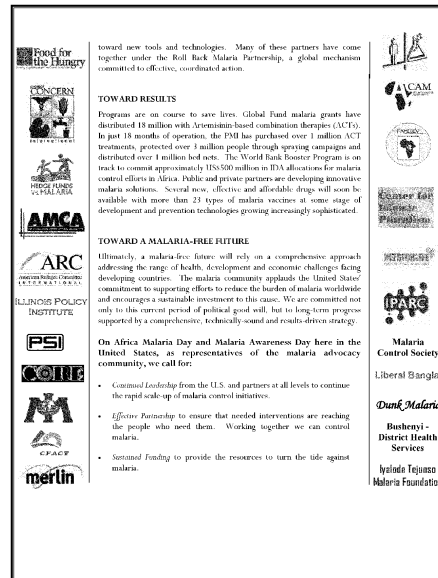 Food for
the Hungry
CONCERN
international
HEDGE FUNDS
VS. MALARIA
AMCA
ARC
American Refugee Committee
INTERNATIONAL
ILLINOIS POLICY
INSTITUTE
PSI
CORE
CFACT
merlin
toward new tools and technologies. Many of these partners have come
together under the Roll Back Malaria Partnership, a global mechanism
committed to effective, coordinated action.
TOWARD RESULTS
Programs are on course to save lives. Global Fund malaria grants have
distributed 18 million with Artemisinin-based combination therapies (ACTs).
In just 18 months of operation, the PMI has purchased over 1 million ACT
treatments, protected over 3 million people through spraying campaigns and
distributed over 1 million bed nets. The World Bank Booster Program is on
track to commit approximately US$500 million in IDA allocations for malaria
control efforts in Africa. Public and private partners are developing innovative
malaria solutions. Several new, effective and affordable drugs will soon be
available with more than 23 types of malaria vaccines at some stage of
development and prevention technologies growing increasingly sophisticated.
TOWARD A MALARIA-FREE FUTURE
Ultimately, a malaria-free future will rely on a comprehensive approach
addressing the range of health, development and economic challenges facing
developing countries. The malaria community applauds the United States'
commitment to supporting efforts to reduce the burden of malaria worldwide
and encourages a sustainable investment to this cause. We are committed not
only to this current period of political good will, but to long-term progress
supported by a comprehensive, technically-sound and results-driven strategy.
On Africa Malaria Day and Malaria Awareness Day here in the
United States, as representatives of the malaria advocacy
community, we call for:
• Continued Leadership from the U.S. and partners at all levels to continue
the rapid scale-up of malaria control initiatives.
• Effective Partnership to ensure that needed interventions are reaching
the people who need them. Working together we can control
malaria.
• Sustained Funding to provide the resources to turn the tide against
malaria.
ACAM
Center for
IPARC
Malaria
Control Society
Liberal Bangla
Dunk Malaria
Bushenyi -
District Health
Services
Iyalode Tejunso
Malaria Foundatio